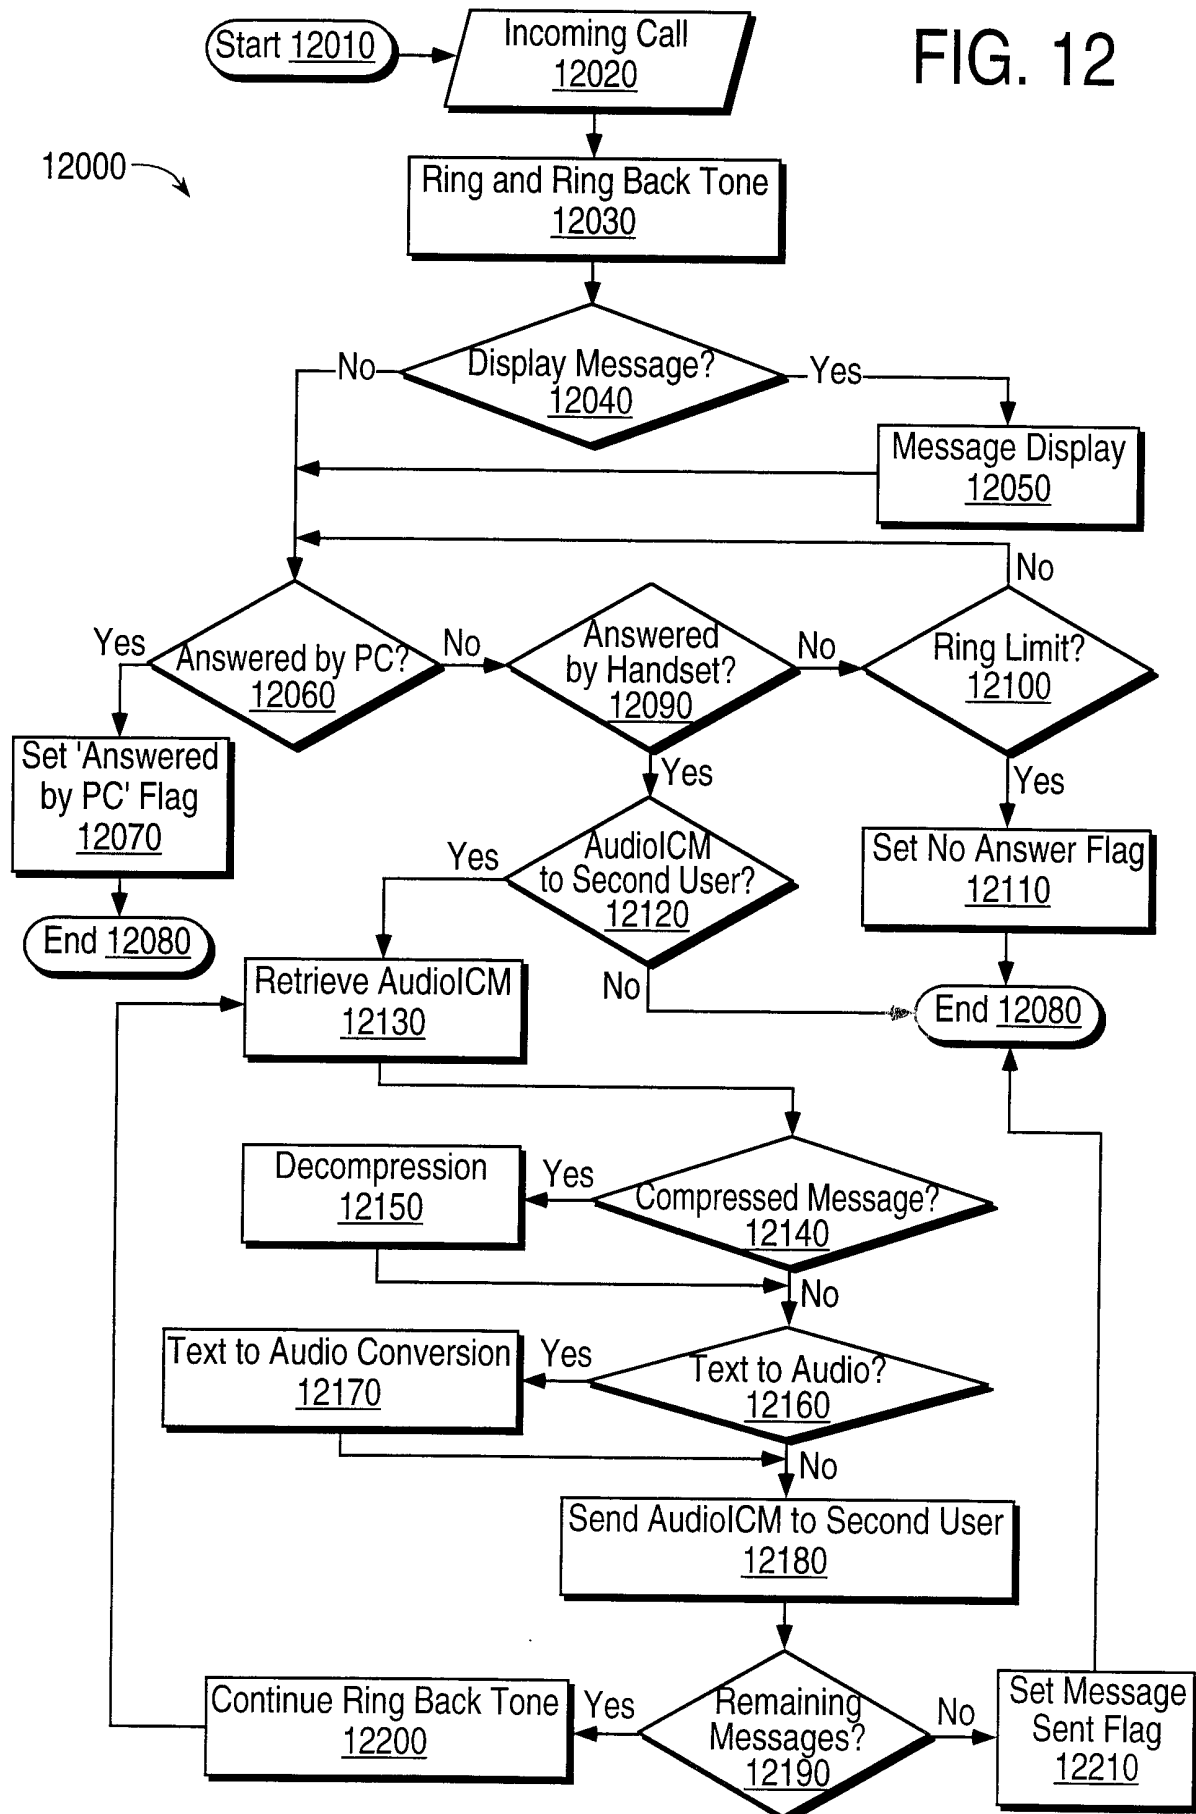 FIG. 12
Start 12010
Incoming Call
12020
12000
Ring and Ring Back Tone
12030
No
Display Message?
12040
Yes
Message Display
12050
No
Yes
Answered by PC?
12060
No
Answered
by Handset?
12090
No
Ring Limit?
12100
Set 'Answered
by PC' Flag
12070
Yes
Yes
End 12080
Yes
AudioICM
to Second User?
12120
No
Set No Answer Flag
12110
End 12080
Retrieve AudioICM
12130
Decompression
12150
Yes
Compressed Message?
12140
No
Text to Audio Conversion
12170
Yes
Text to Audio?
12160
No
Send AudioICM to Second User
12180
Continue Ring Back Tone
12200
Yes
Remaining
Messages?
12190
No
Set Message
Sent Flag
12210